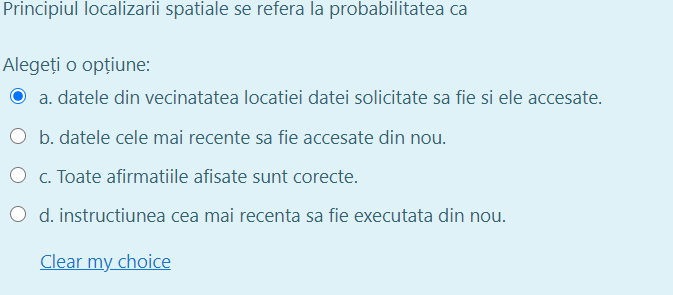 Principiul localizarii spatiale se refera la probabilitatea ca
Alegeți o opțiune:
a. datele din vecinatatea locatiei datei solicitate sa fie si ele accesate.
b. datele cele mai recente sa fie accesate din nou.
c. Toate afirmatiile afisate sunt corecte.
d. instructiunea cea mai recenta sa fie executata din nou.
Clear my choice